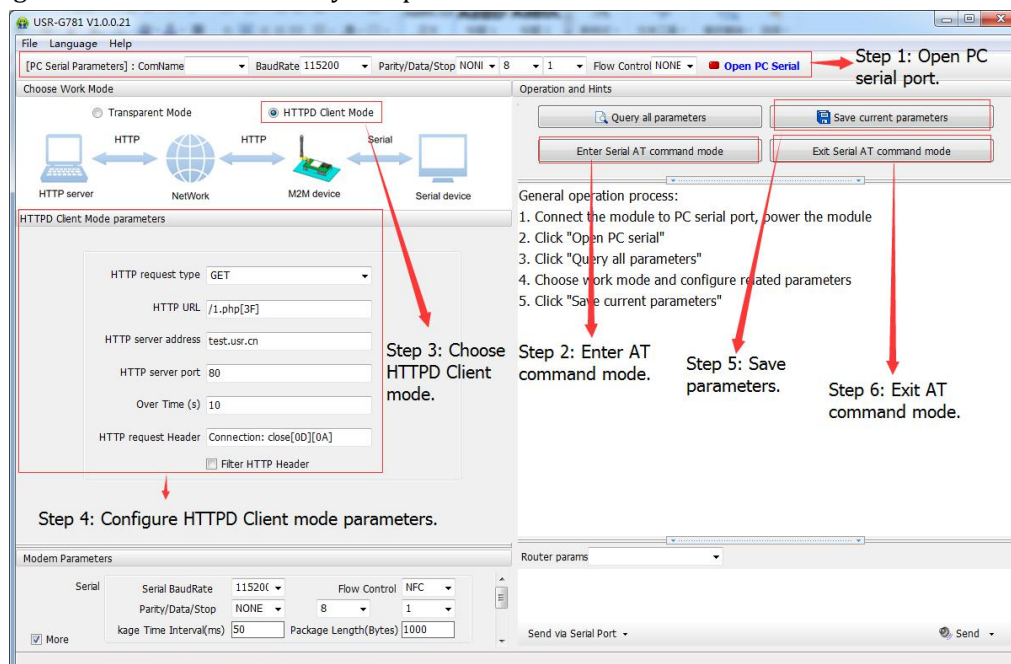 USR-G781 V1.0.0.21
File Language Help
[PC Serial Parameters] : ComName BaudRate 115200 Parity/Data/Stop NONI 8 1 Flow Control NONE Open PC Serial
Step 1: Open PC
serial port.
Choose Work Mode
Transparent Mode HTTPD Client Mode
HTTP HTTP Serial
HTTP server NetWork M2M device Serial device
Operation and Hints
Query all parameters Save current parameters
Enter Serial AT command mode Exit Serial AT command mode
General operation process:
1. Connect the module to PC serial port, power the module
2. Click "Open PC serial"
3. Click "Query all parameters"
4. Choose work mode and configure related parameters
5. Click "Save current parameters"
HTTPD Client Mode parameters
HTTP request type GET
HTTP URL /1.php[3F]
HTTP server address test.usr.cn
HTTP server port 80
Over Time (s) 10
HTTP request Header Connection: close[0D][0A]
Filter HTTP Header
Step 3: Choose
HTTPD Client
mode.
Step 2: Enter AT
command mode.
Step 5: Save
parameters.
Step 6: Exit AT
command mode.
Step 4: Configure HTTPD Client mode parameters.
Modem Parameters
Serial Serial BaudRate 11520( Flow Control NFC
Parity/Data/Stop NONE 8 1
kage Time Interval(ms) 50 Package Length(Bytes) 1000
More
Router params
Send via Serial Port Send